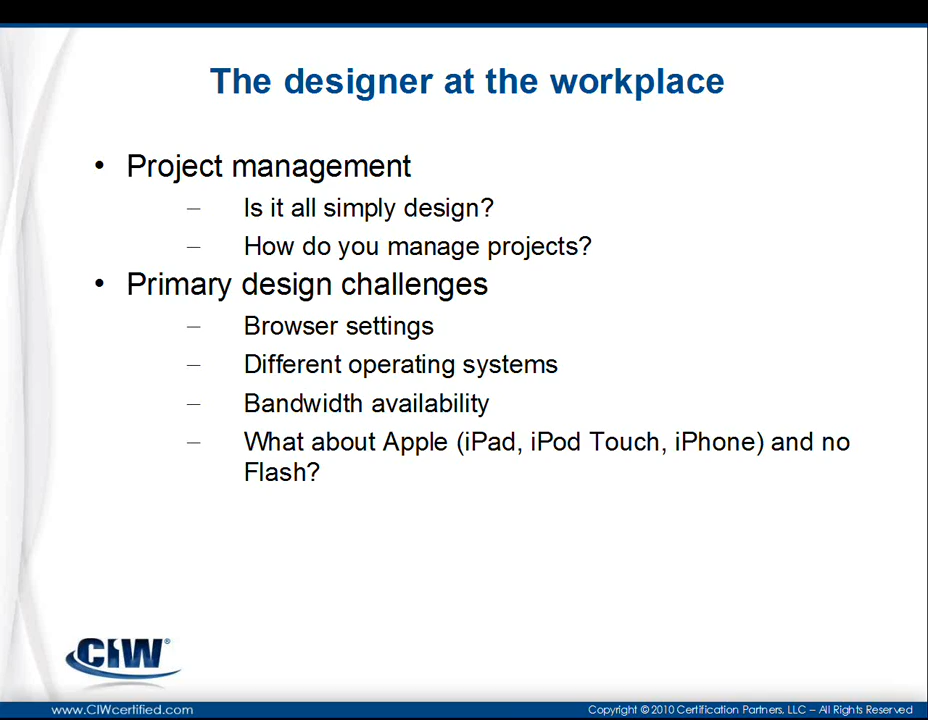 The designer at the workplace
• Project management
– Is it all simply design?
– How do you manage projects?
• Primary design challenges
– Browser settings
– Different operating systems
– Bandwidth availability
– What about Apple (iPad, iPod Touch, iPhone) and no
Flash?
CIW®
www.CIWcertified.com
Copyright © 2010 Certification Partners, LLC – All Rights Reserved